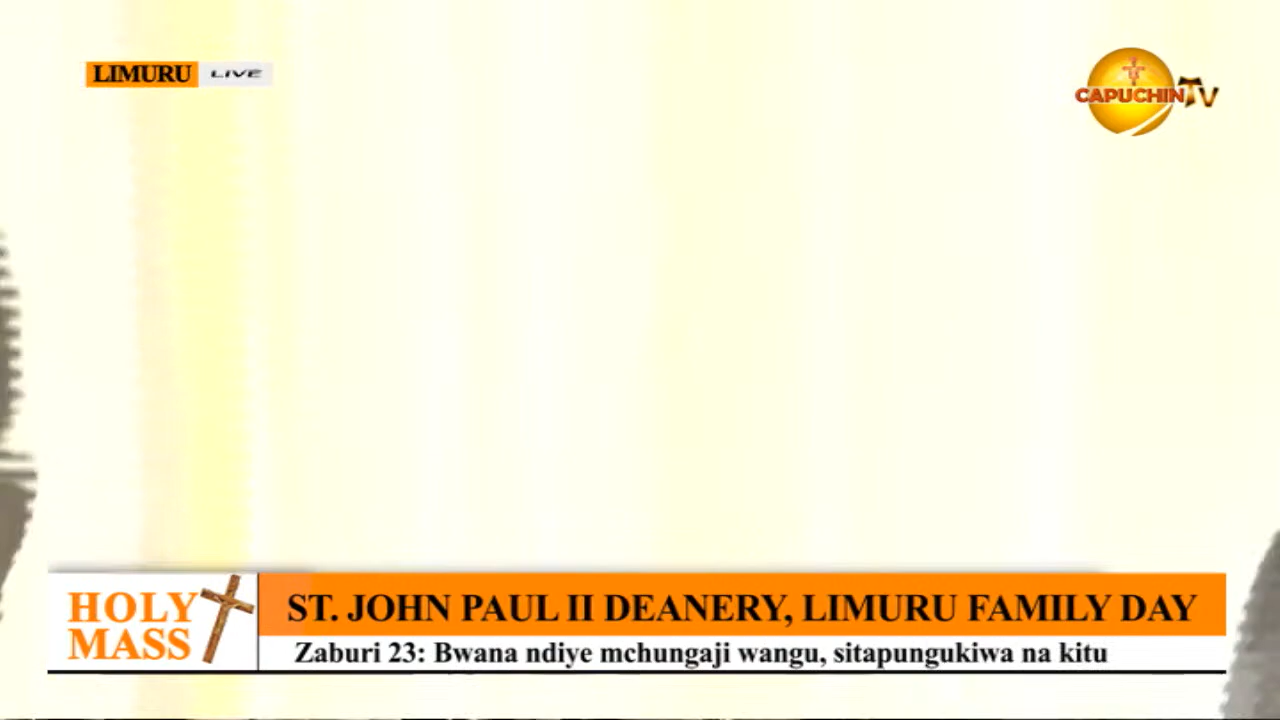 LIMURU LIVE
CAPUCHIN TV
HOLY
MASS
ST. JOHN PAUL II DEANERY, LIMURU FAMILY DAY
Zaburi 23: Bwana ndiye mchungaji wangu, sitapungukiwa na kitu